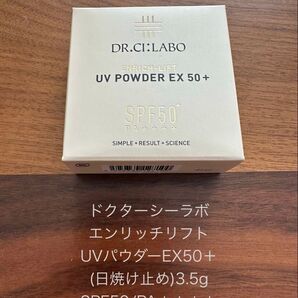 DR.CI:LABO
ENRICH-LIFT
UV POWDER EX 50+
SPF50+
PA++++
SIMPLE + RESULT + SCIENCE
ドクターシーラボ
エンリッチリフト
UVパウダーEX50＋
(日焼け止め)3.5g